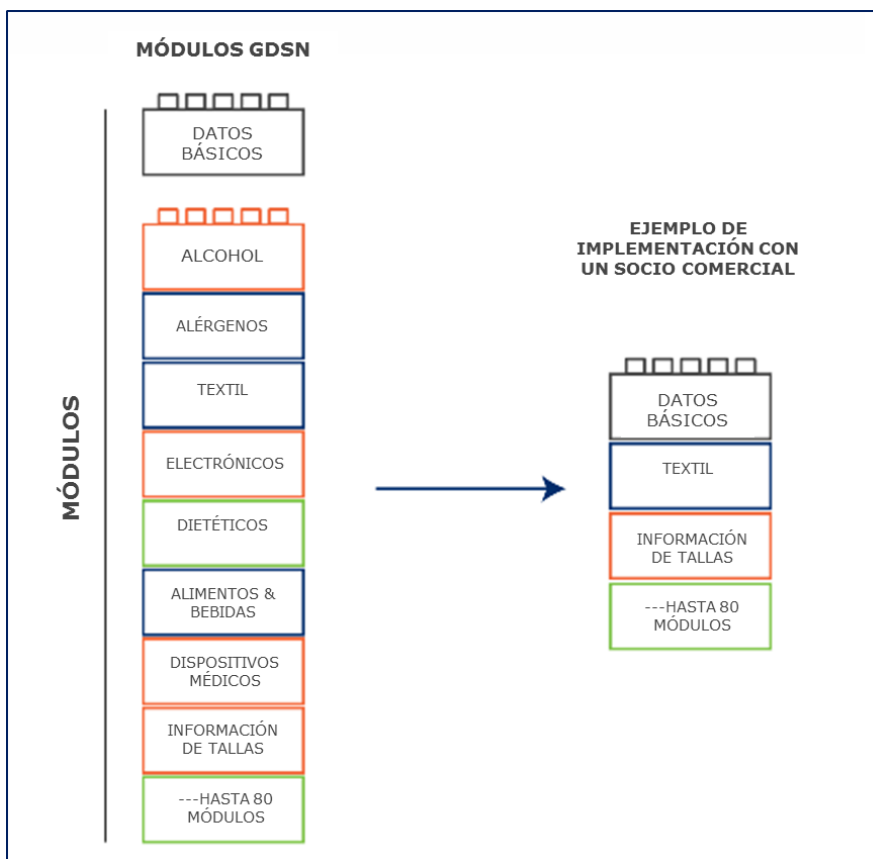 MÓDULOS GDSN
DATOS
BÁSICOS
ALCOHOL
ALÉRGENOS
TEXTIL
ELECTRÓNICOS
DIETÉTICOS
ALIMENTOS &
BEBIDAS
DISPOSITIVOS
MÉDICOS
INFORMACIÓN
DE TALLAS
---HASTA 80
MÓDULOS
MÓDULOS
EJEMPLO DE
IMPLEMENTACIÓN CON
UN SOCIO COMERCIAL
DATOS
BÁSICOS
TEXTIL
INFORMACIÓN
DE TALLAS
---HASTA 80
MÓDULOS